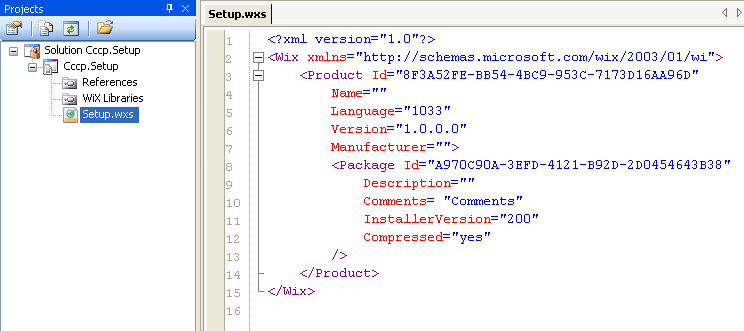 Projects
Solution Cccp.Setup
Cccp.Setup
References
WiX Libraries
Setup.wxs
Setup.wxs
1 <?xml version="1.0"?>
2 <Wix xmlns="http://schemas.microsoft.com/wix/2003/01/wi">
3 <Product Id="8F3A52FE-BB54-4BC9-953C-7173D16AA96D"
4 Name=""
5 Language="1033"
6 Version="1.0.0.0"
7 Manufacturer="">
8 <Package Id="A970C90A-3EFD-4121-B92D-2D0454643B38"
9 Description=""
10 Comments= "Comments"
11 InstallerVersion="200"
12 Compressed="yes"
13 />
14 </Product>
15 </Wix>
16